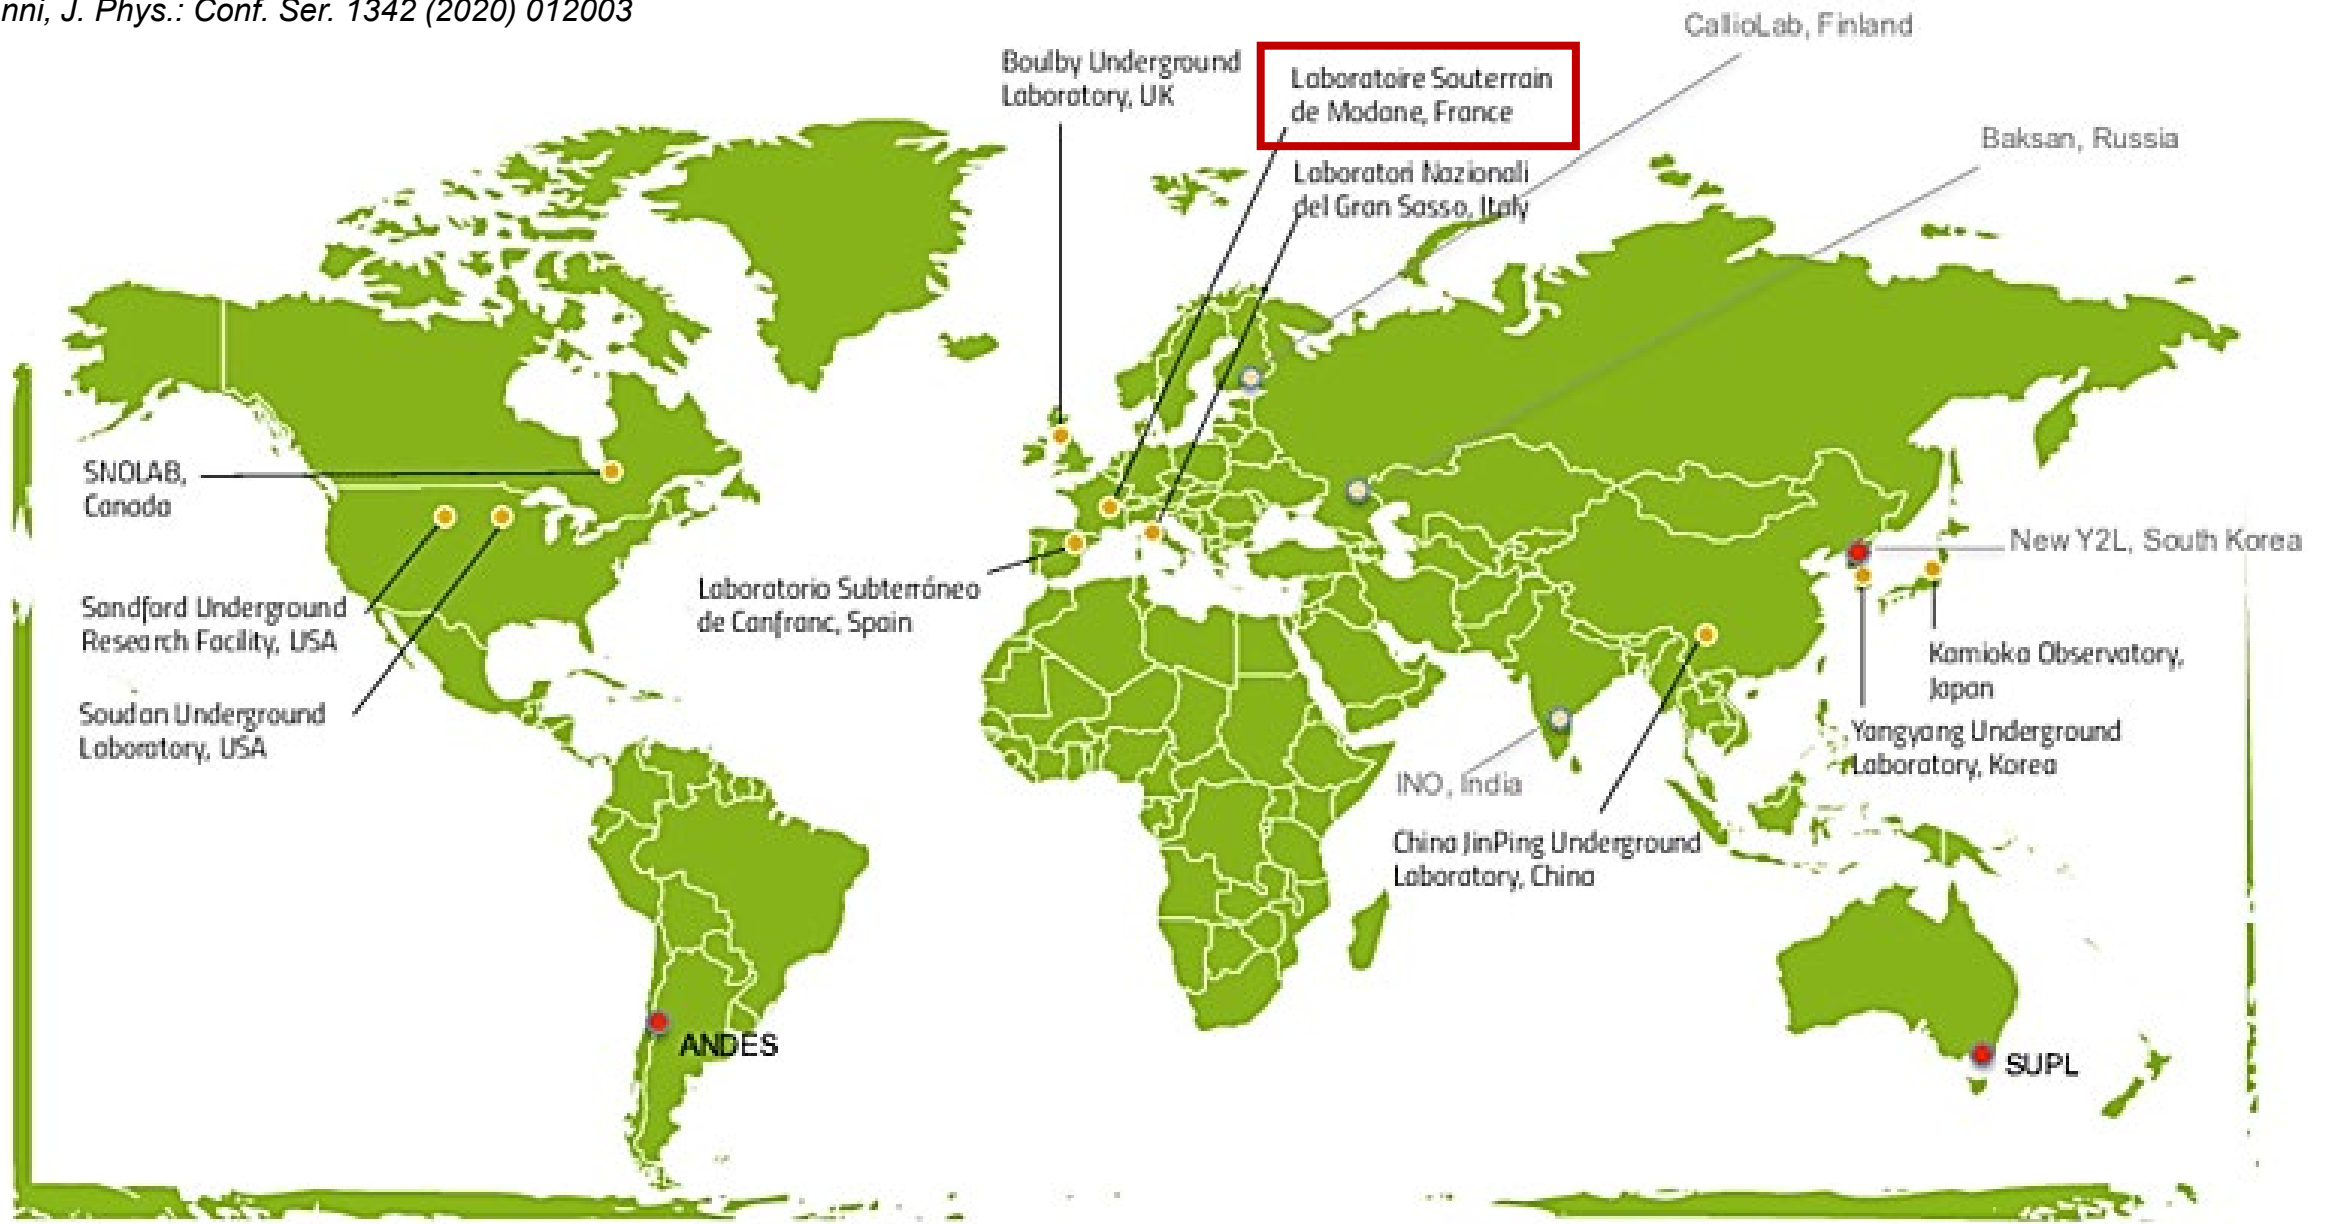 nni, J. Phys.: Conf. Ser. 1342 (2020) 012003
CallioLab, Finland
Boulby Underground
Laboratory, UK
Laboratoire Souterrain
de Modane, France
Baksan, Russia
Laboratori Nazionali
del Gran Sasso, Italy
SNOLAB,
Canada
New Y2L, South Korea
Sandford Underground
Research Facility, USA
Laboratorio Subterráneo
de Canfranc, Spain
Kamioka Observatory,
Japan
Soudan Underground
Laboratory, USA
Yangyang Underground
Laboratory, Korea
INO, India
China JinPing Underground
Laboratory, China
ANDES
SUPL